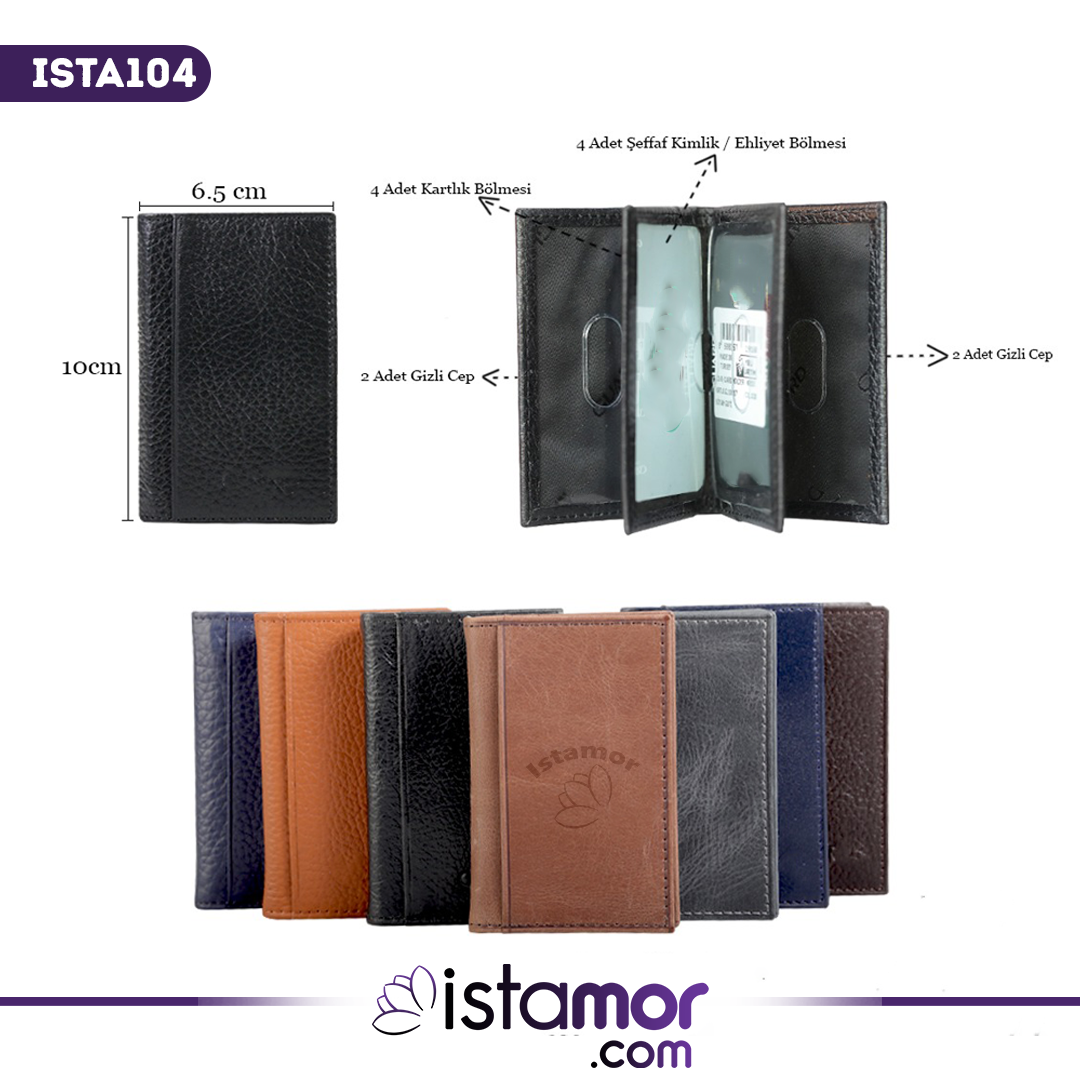 ISTA104
4 Adet Şeffaf Kimlik / Ehliyet Bölmesi
6.5 cm
4 Adet Kartlık Bölmesi
10cm
2 Adet Gizli Cep
2 Adet Gizli Cep
Istamor
istamor
.com